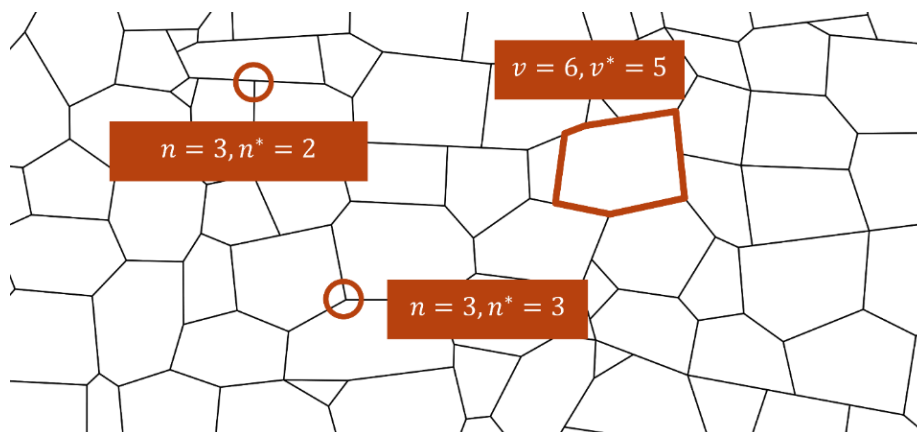 v = 6, v* = 5
n = 3, n* = 2
n = 3, n* = 3